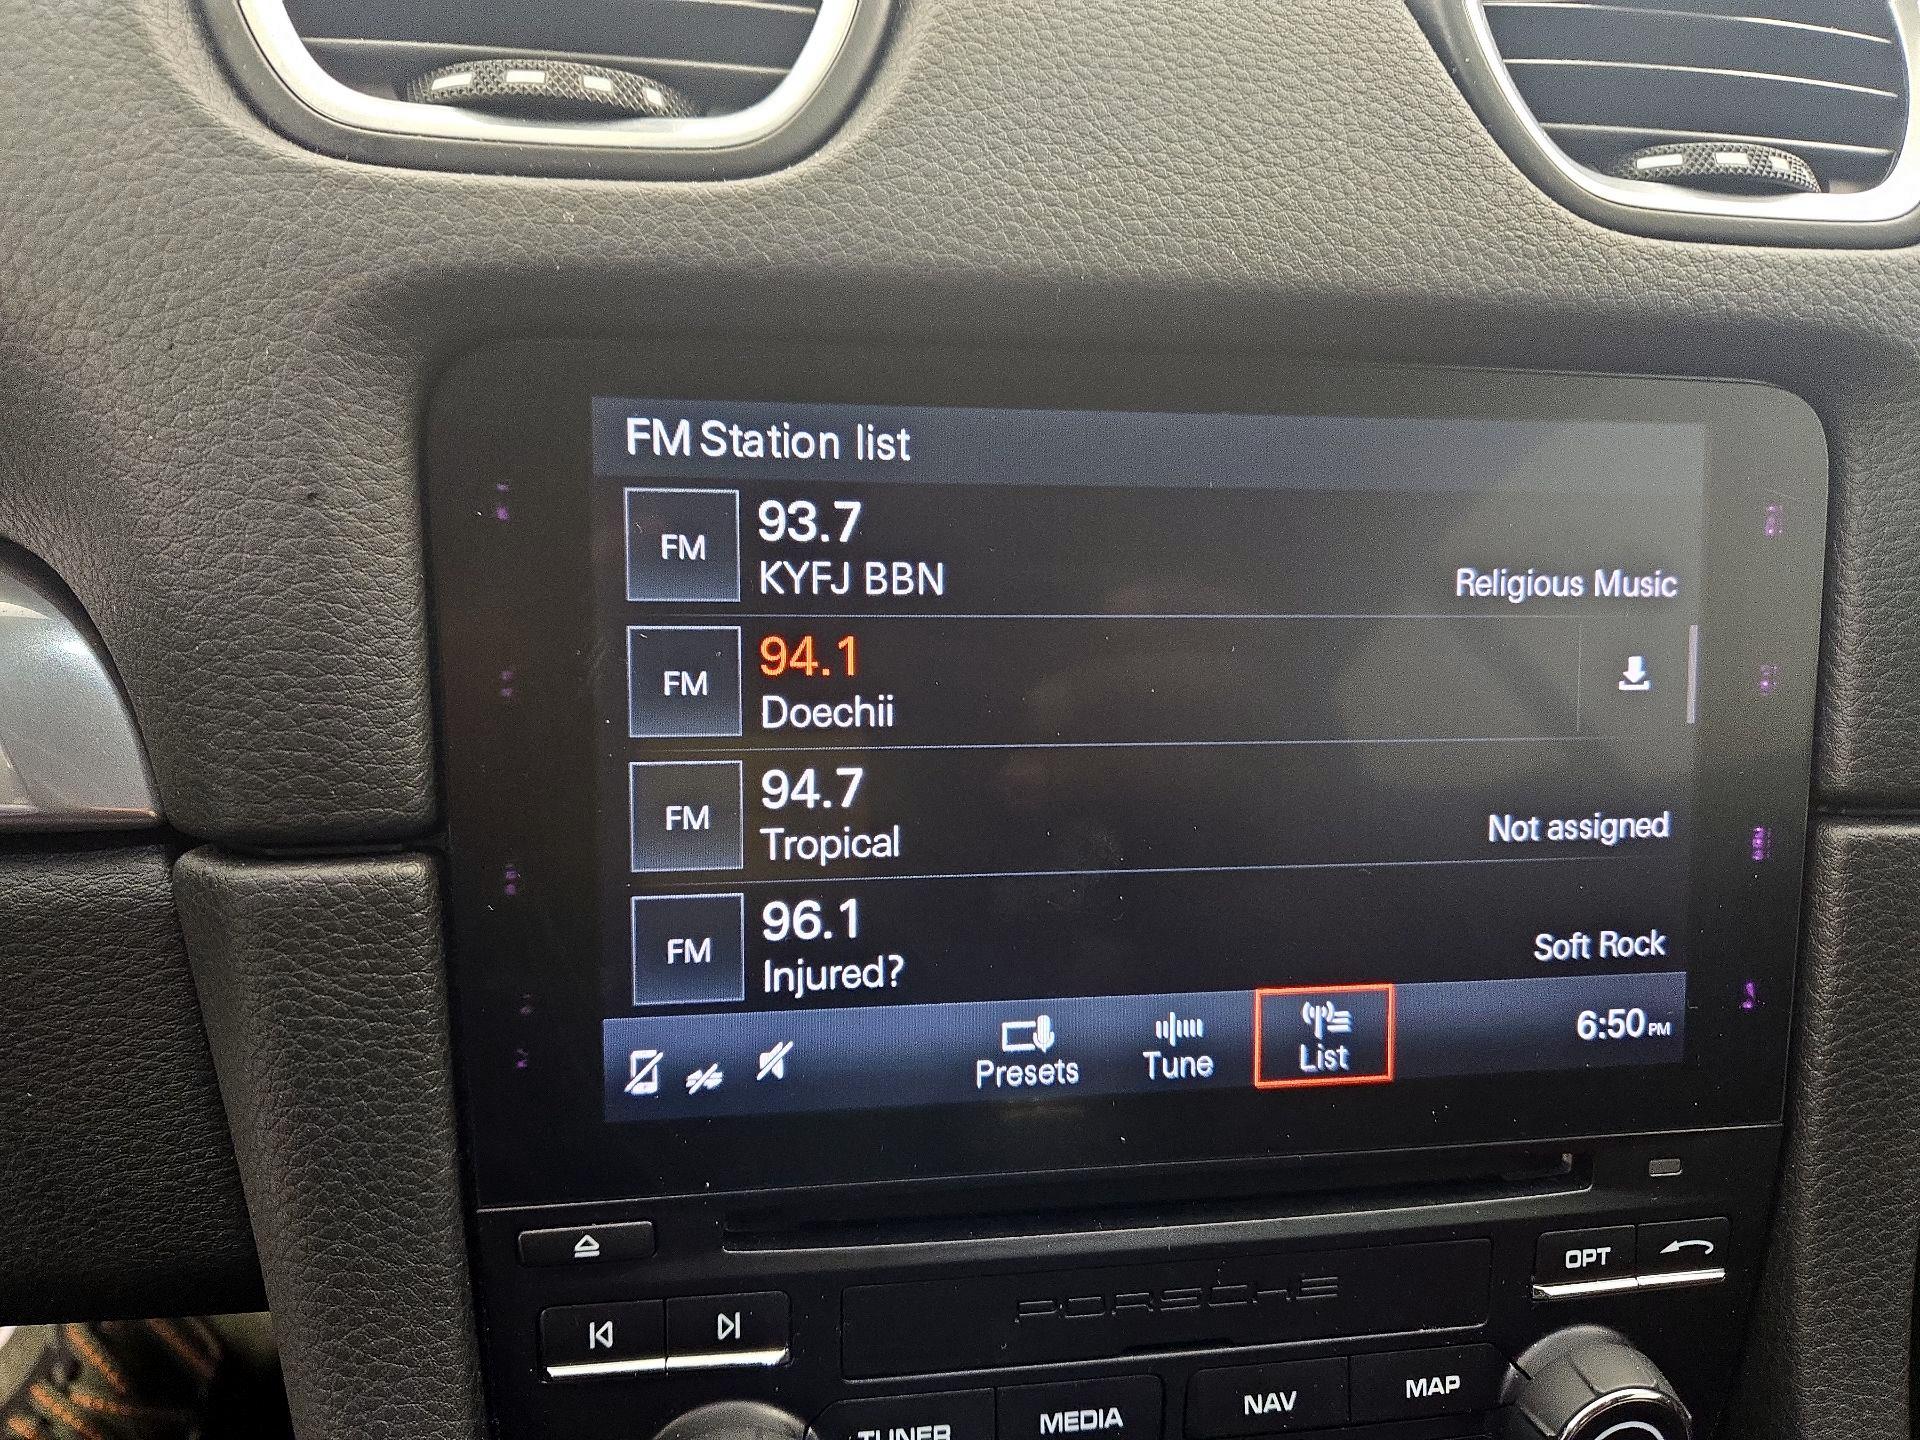 FM Station list
FM
93.7
KYFJ BBN
Religious Music
FM
94.1
Doechii
FM
94.7
Tropical
Not assigned
FM
96.1
Injured?
Soft Rock
Presets
Tune
List
6:50 PM
OPT
PORSCHE
TUNER
MEDIA
NAV
MAP